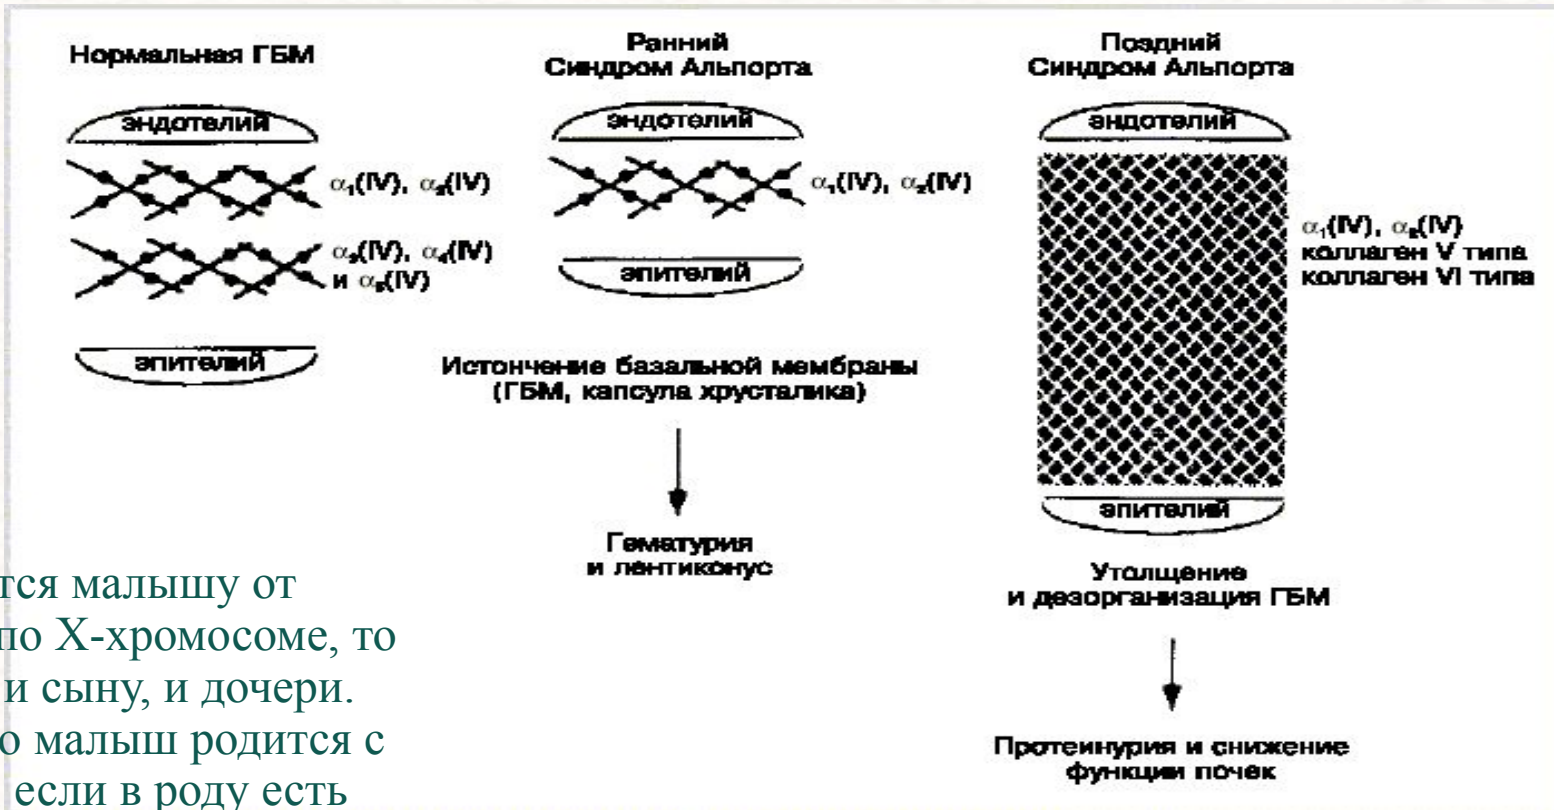 Нормальная ГБМ
эндотелий
α₁(IV), α₂(IV)
α₃(IV), α₄(IV)
и α₅(IV)
эпителий
Ранний
Синдром Альпорта
эндотелий
α₁(IV), α₂(IV)
эпителий
Истончение базальной мембраны
(ГБМ, капсула хрусталика)
Гематурия
и лентиконус
Поздний
Синдром Альпорта
эндотелий
α₁(IV), α₂(IV)
коллаген V типа
коллаген VI типа
эпителий
Утолщение
и дезорганизация ГБМ
Протеинурия и снижение
функции почек
тся малышу от
по Х-хромосоме, то
и сыну, и дочери.
о малыш родится с
если в роду есть